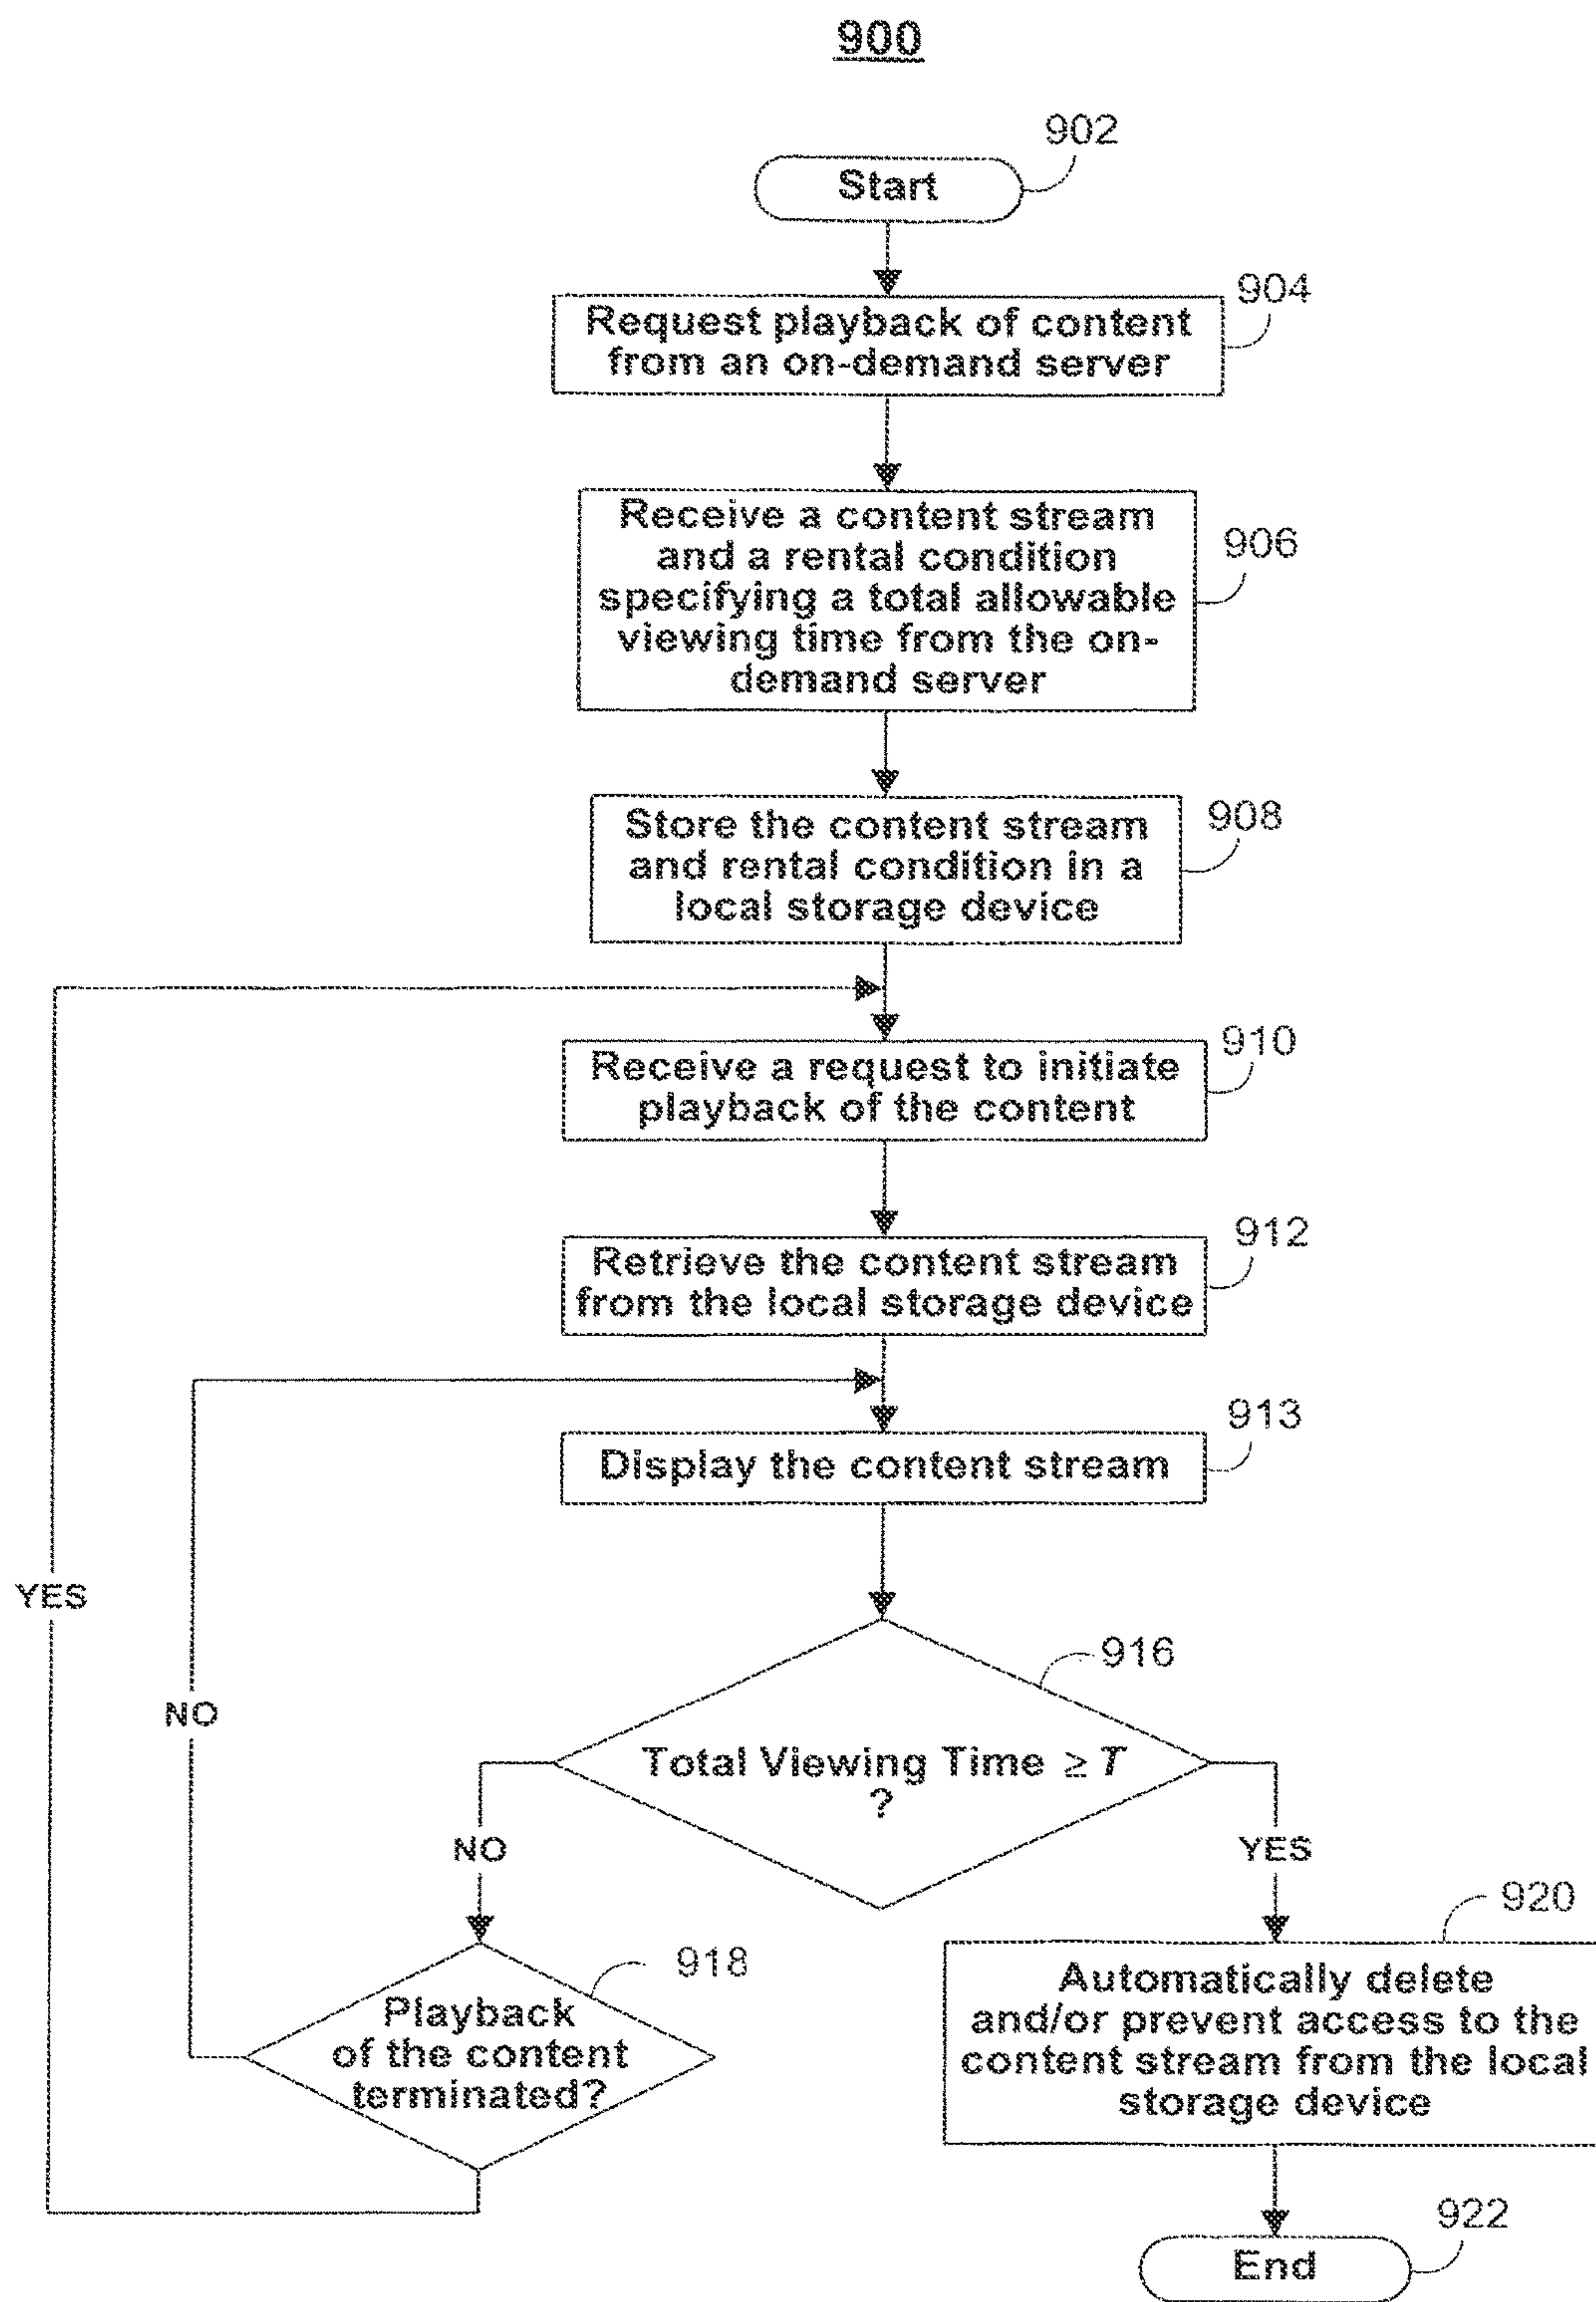 900
902
Start
904
Request playback of content
from an on-demand server
906
Receive a content stream
and a rental condition
specifying a total allowable
viewing time from the on-
demand server
908
Store the content stream
and rental condition in a
local storage device
910
Receive a request to initiate
playback of the content
912
Retrieve the content stream
from the local storage device
913
Display the content stream
YES
NO
916
Total Viewing Time ≥ T
?
NO
YES
918
Playback
of the content
terminated?
920
Automatically delete
and/or prevent access to the
content stream from the local
storage device
922
End